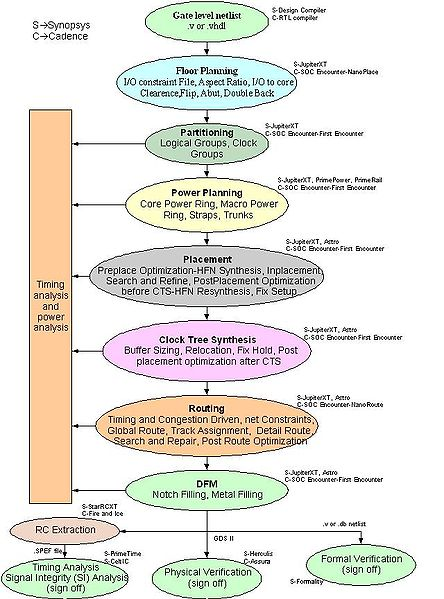 S→Synopsys
C→Cadence
Gate level netlist
.v or .vhdl
S-Design Compiler
C-RTL compiler
Floor Planning
I/O constraint File, Aspect Ratio, I/O to core
Clearence,Flip, Abut, Double Back
S-JupiterXT
C-SOC Encounter-NanoPlace
Partitioning
Logical Groups, Clock
Groups
S-JupiterXT
C-SOC Encounter-First Encounter
Power Planning
Core Power Ring, Macro Power
Ring, Straps, Trunks
S-JupiterXT, PrimePower, PrimeRail
C-SOC Encounter-First Encounter
Placement
Preplace Optimization-HFN Synthesis, Inplacement,
Search and Refine, PostPlacement Optimization
before CTS-HFN Resynthesis, Fix Setup
S-JupiterXT, Astro
C-SOC Encounter-First Encounter
Timing
analysis
and
power
analysis
Clock Tree Synthesis
Buffer Sizing, Relocation, Fix Hold, Post
placement optimization after CTS
S-JupiterXT, Astro
C-SOC Encounter-First Encounter
Routing
Timing and Congestion Driven, net Constraints,
Global Route, Track Assignment, Detail Route
Search and Repair, Post Route Optimization
S-JupiterXT, Astro
C-SOC Encounter-NanoRoute
DFM
Notch Filling, Metal Filling
S-JupiterXT, Astro
C-SOC Encounter-First Encounter
S-StarRCXT
C-Fire and Ice
RC Extraction
.SPEF file
GDS II
.v or .db netlist
Timing Analysis
Signal Integrity (SI) Analysis
(sign off)
S-PrimeTime
S-CeltIC
Physical Verification
(sign off)
S-Herculis
C-Assura
Formal Verification
(sign off)
S-Formality